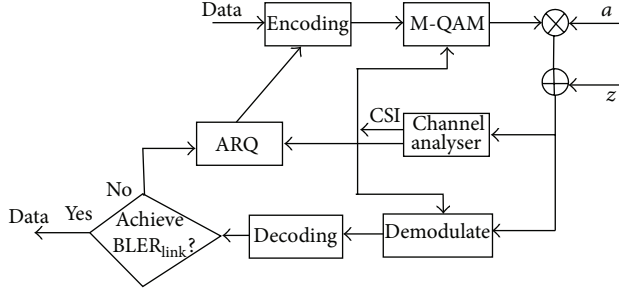 Data
Encoding
M-QAM
a
z
CSI
Channel
analyser
ARQ
No
Data
Yes
Achieve
BLER_link?
Decoding
Demodulate